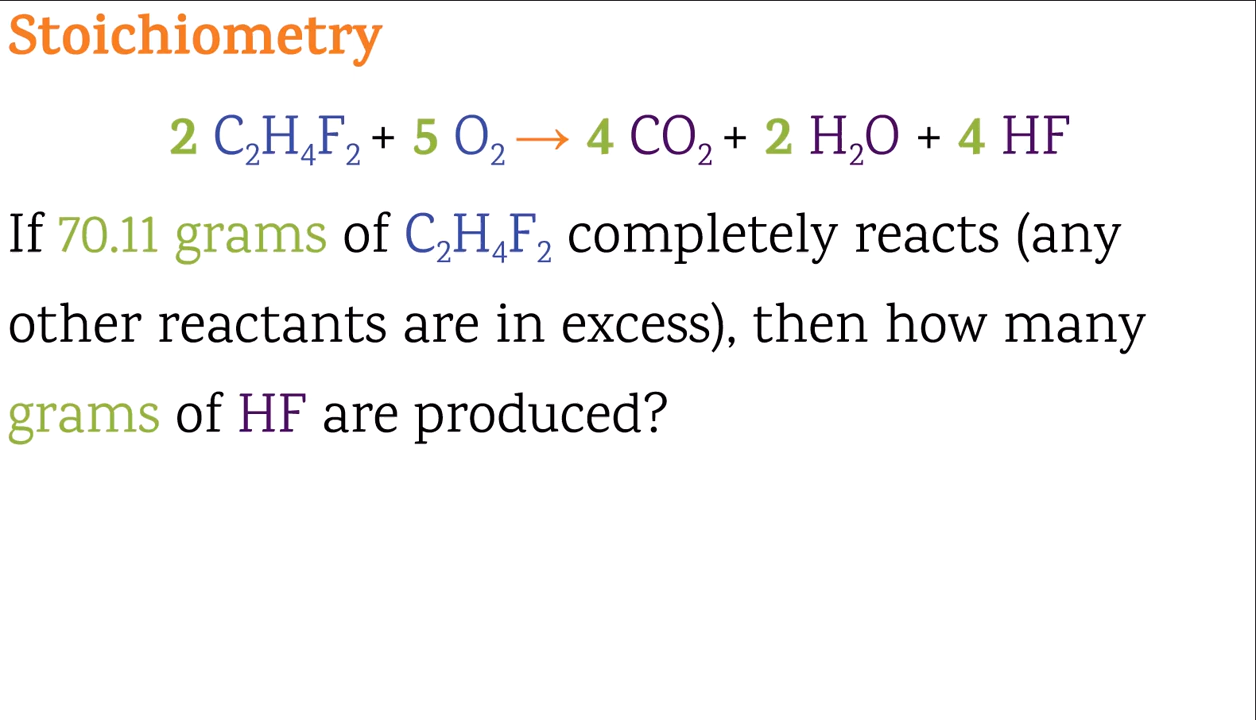 Stoichiometry
2 C₂H₄F₂ + 5 O₂ → 4 CO₂ + 2 H₂O + 4 HF
If 70.11 grams of C₂H₄F₂ completely reacts (any
other reactants are in excess), then how many
grams of HF are produced?